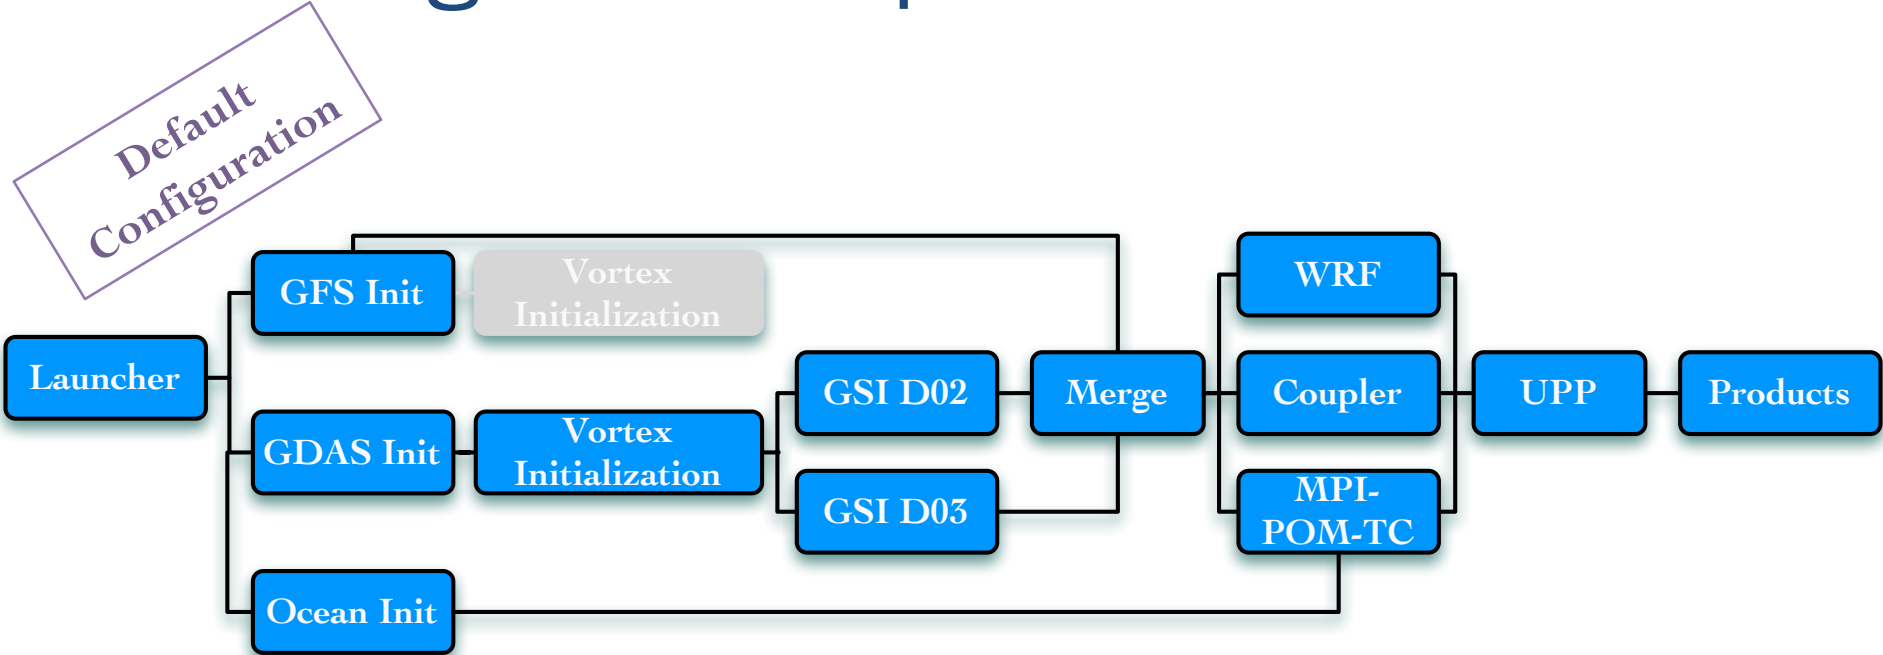 Default
Configuration
GFS Init
Vortex
Initialization
WRF
Launcher
GSI D02
Merge
Coupler
UPP
Products
GDAS Init
Vortex
Initialization
GSI D03
MPI-
POM-TC
Ocean Init